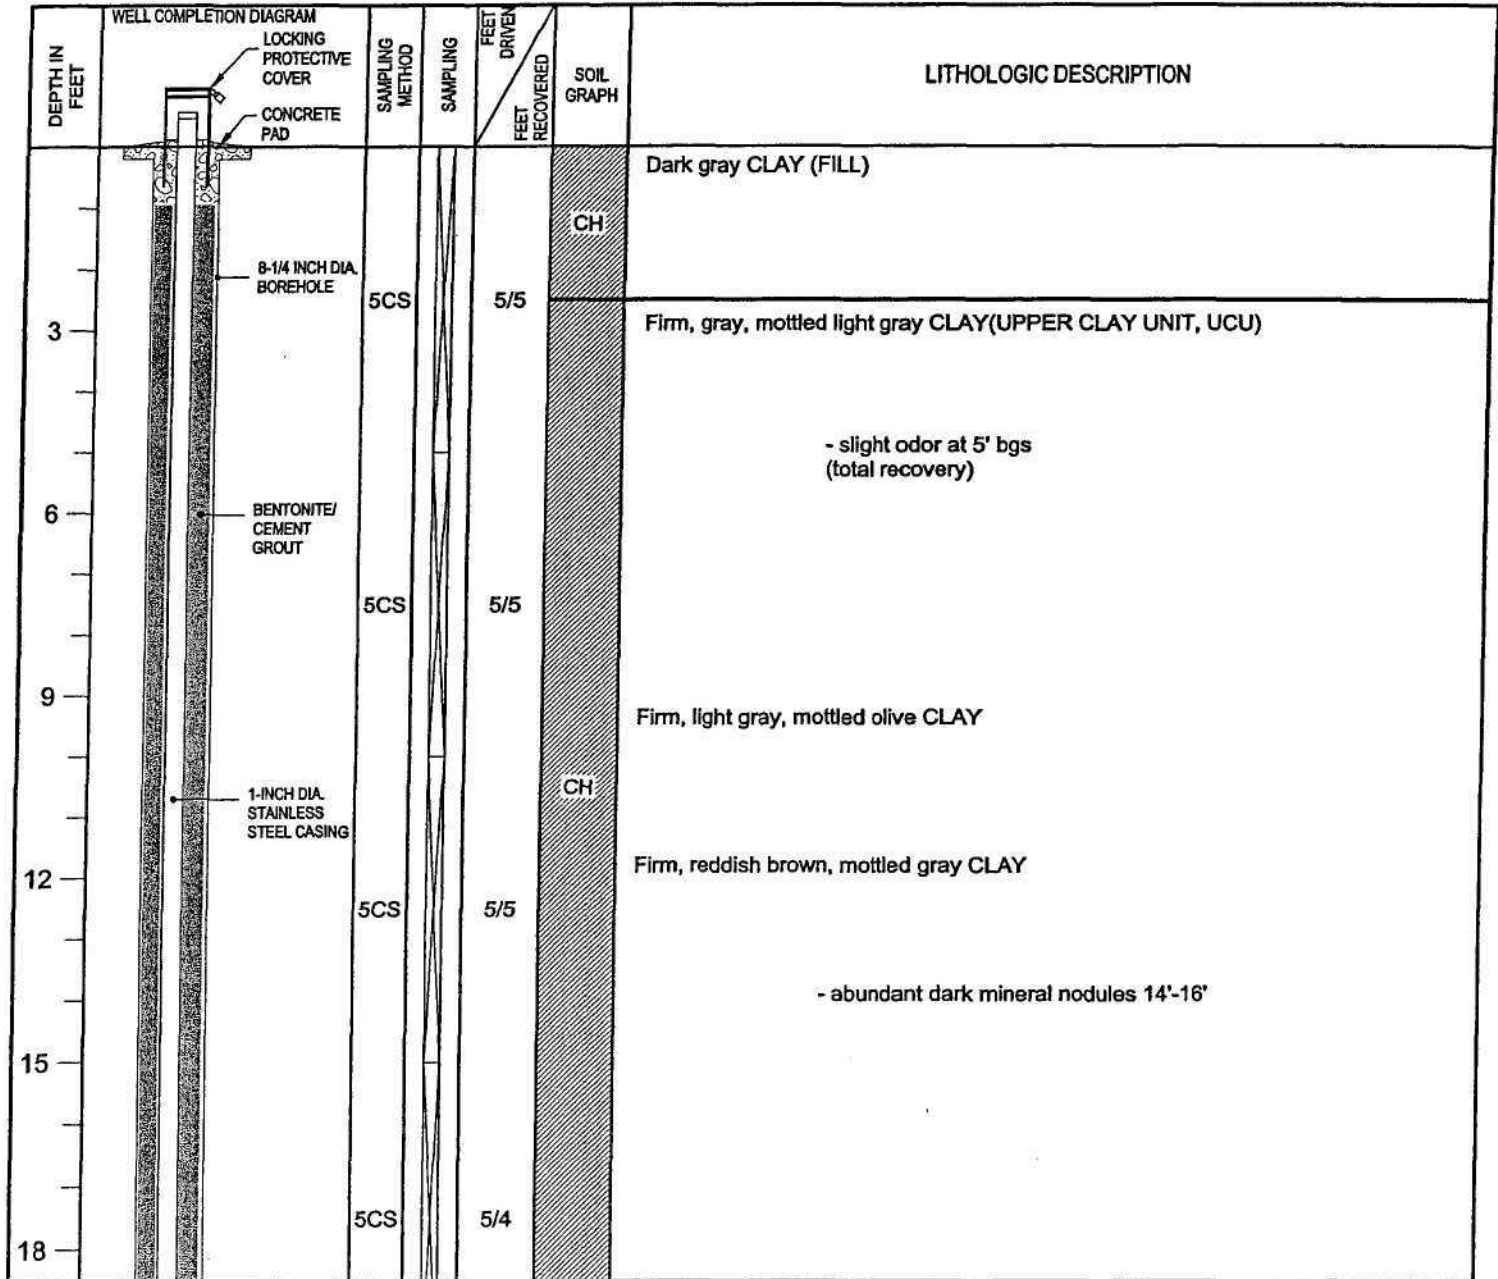 WELL COMPLETION DIAGRAM
DEPTH IN
FEET
LOCKING
PROTECTIVE
COVER
CONCRETE
PAD
SAMPLING
METHOD
SAMPLING
FEET
DRIVEN
FEET
RECOVERED
SOIL
GRAPH
LITHOLOGIC DESCRIPTION
Dark gray CLAY (FILL)
CH
8-1/4 INCH DIA.
BOREHOLE
5CS
5/5
3
Firm, gray, mottled light gray CLAY(UPPER CLAY UNIT, UCU)
- slight odor at 5' bgs
(total recovery)
6
BENTONITE/
CEMENT
GROUT
5CS
5/5
9
Firm, light gray, mottled olive CLAY
CH
1-INCH DIA.
STAINLESS
STEEL CASING
12
Firm, reddish brown, mottled gray CLAY
5CS
5/5
- abundant dark mineral nodules 14'-16'
15
5CS
5/4
18